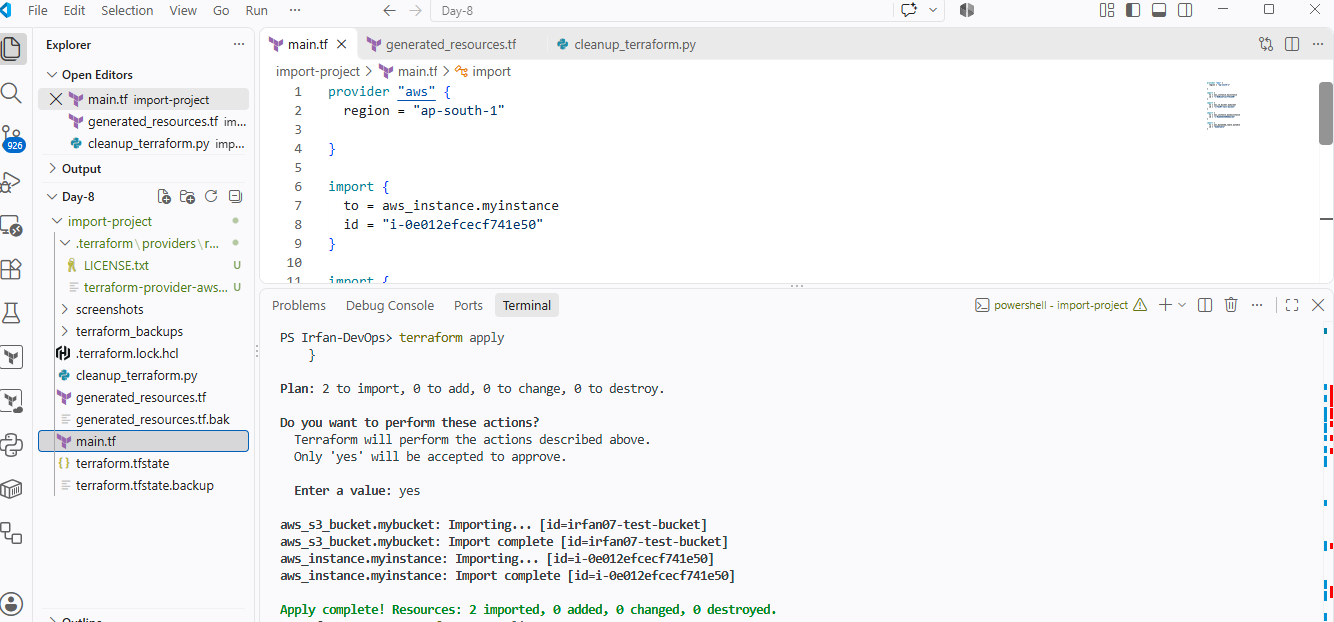 File Edit Selection View Go Run ··· Day-8
Explorer ···
Open Editors
main.tf import-project
generated_resources.tf im...
cleanup_terraform.py imp...
Output
Day-8
import-project
.terraform\providers\r...
LICENSE.txt U
terraform-provider-aws... U
screenshots
terraform_backups
.terraform.lock.hcl
cleanup_terraform.py
generated_resources.tf
generated_resources.tf.bak
main.tf
terraform.tfstate
terraform.tfstate.backup
926
main.tf generated_resources.tf cleanup_terraform.py
import-project > main.tf > import
1 provider "aws" {
2 region = "ap-south-1"
3
4 }
5
6 import {
7 to = aws_instance.myinstance
8 id = "i-0e012efcecf741e50"
9 }
10
11 import {
Problems Debug Console Ports Terminal powershell - import-project
PS Irfan-DevOps> terraform apply
}
Plan: 2 to import, 0 to add, 0 to change, 0 to destroy.
Do you want to perform these actions?
Terraform will perform the actions described above.
Only 'yes' will be accepted to approve.
Enter a value: yes
aws_s3_bucket.mybucket: Importing... [id=irfan07-test-bucket]
aws_s3_bucket.mybucket: Import complete [id=irfan07-test-bucket]
aws_instance.myinstance: Importing... [id=i-0e012efcecf741e50]
aws_instance.myinstance: Import complete [id=i-0e012efcecf741e50]
Apply complete! Resources: 2 imported, 0 added, 0 changed, 0 destroyed.